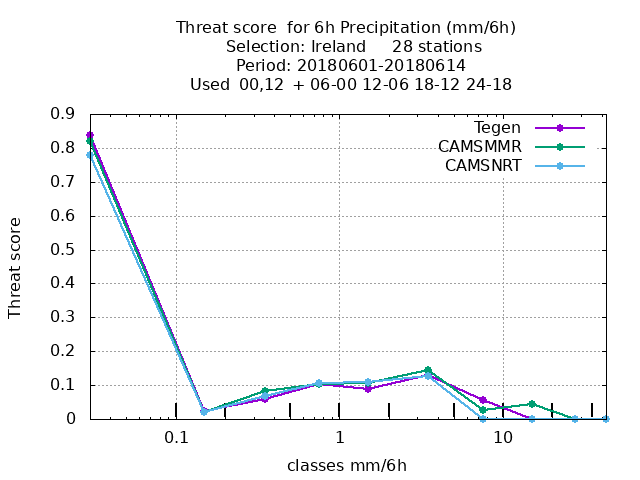 Threat score  for 6h Precipitation (mm/6h)
Selection: Ireland     28 stations
Period: 20180601-20180614
Used  00,12  + 06-00 12-06 18-12 24-18
Tegen
CAMSMMR
CAMSNRT
0.9
0.8
0.7
0.6
0.5
0.4
0.3
0.2
0.1
0
Threat score
0.1 1 10
classes mm/6h